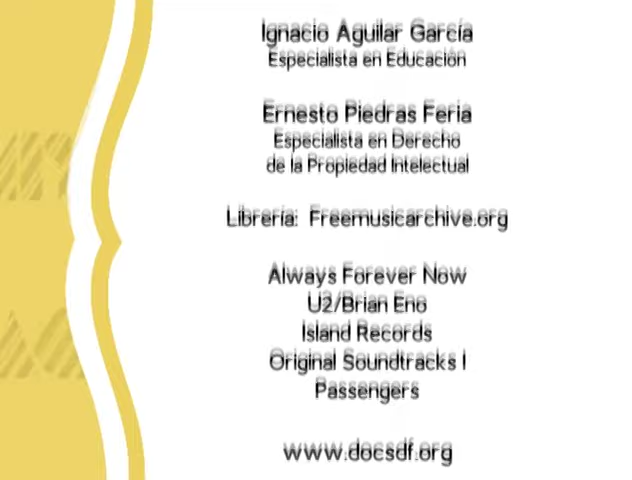 Ignacio Aguilar García
Especialista en Educación
Ernesto Piedras Feria
Especialista en Derecho
de la Propiedad Intelectual
Librería: Freemusicarchive.org
Always Forever Now
U2/Brian Eno
Island Records
Original Soundtracks I
Passengers
www.docsdf.org